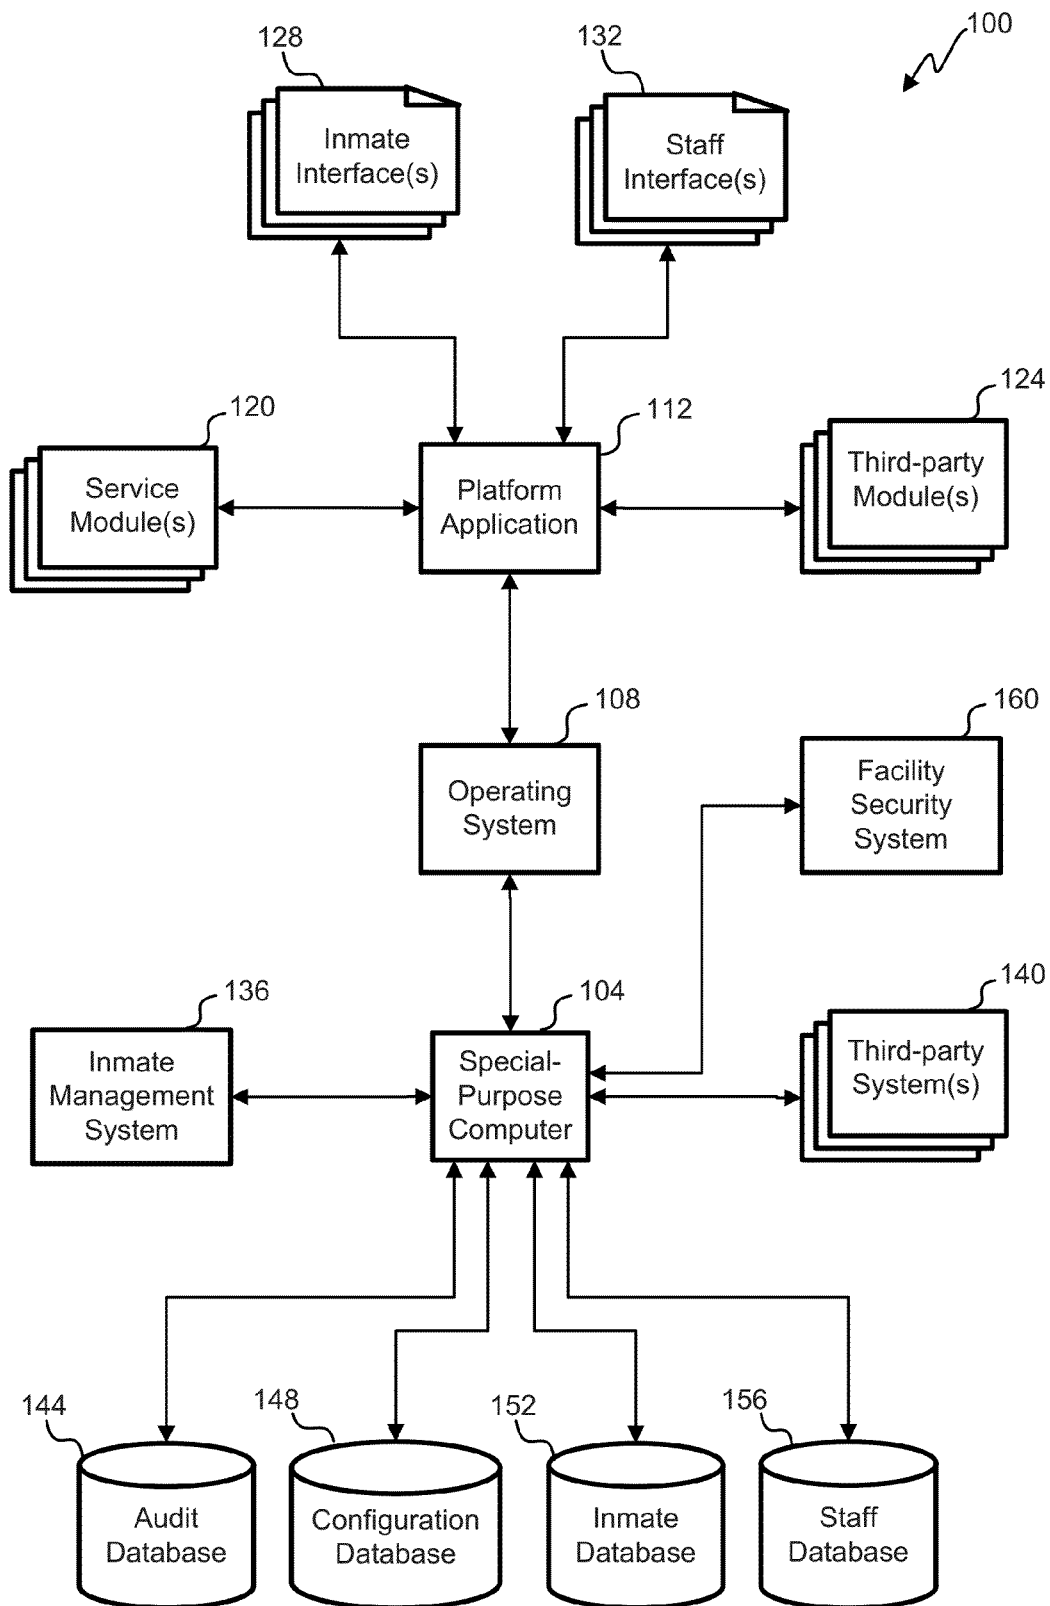 100
128
132
Inmate
Interface(s)
Staff
Interface(s)
120
112
124
Service
Module(s)
Platform
Application
Third-party
Module(s)
108
160
Operating
System
Facility
Security
System
136
104
140
Inmate
Management
System
Special-
Purpose
Computer
Third-party
System(s)
144
148
152
156
Audit
Database
Configuration
Database
Inmate
Database
Staff
Database